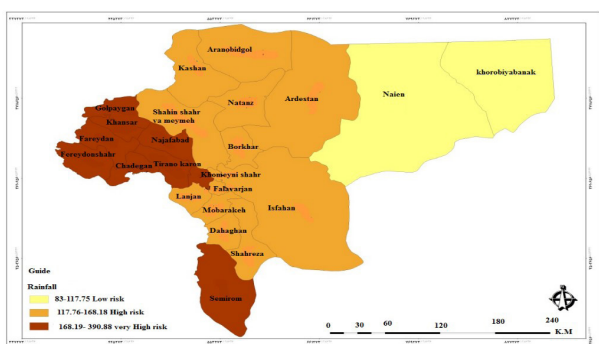 Aranobidgol
Kashan
khorobiyabanak
Naien
Natanz
Ardestan
Golpaygan
Shahin shahr
va meymeh
Khansar
Fareydan
Najafabad
Borkhar
Fereydounshahr
Chadegan
Tirano karon
Khomeyni shahr
Falavarjan
Lanjan
Mobarakeh
Isfahan
Dahaghan
Shahreza
Semirom
Guide
Rainfall
83-117.75 Low risk
117.76-168.18 High risk
168.19- 390.88 very High risk
0 30 60 120 180 240
K.M